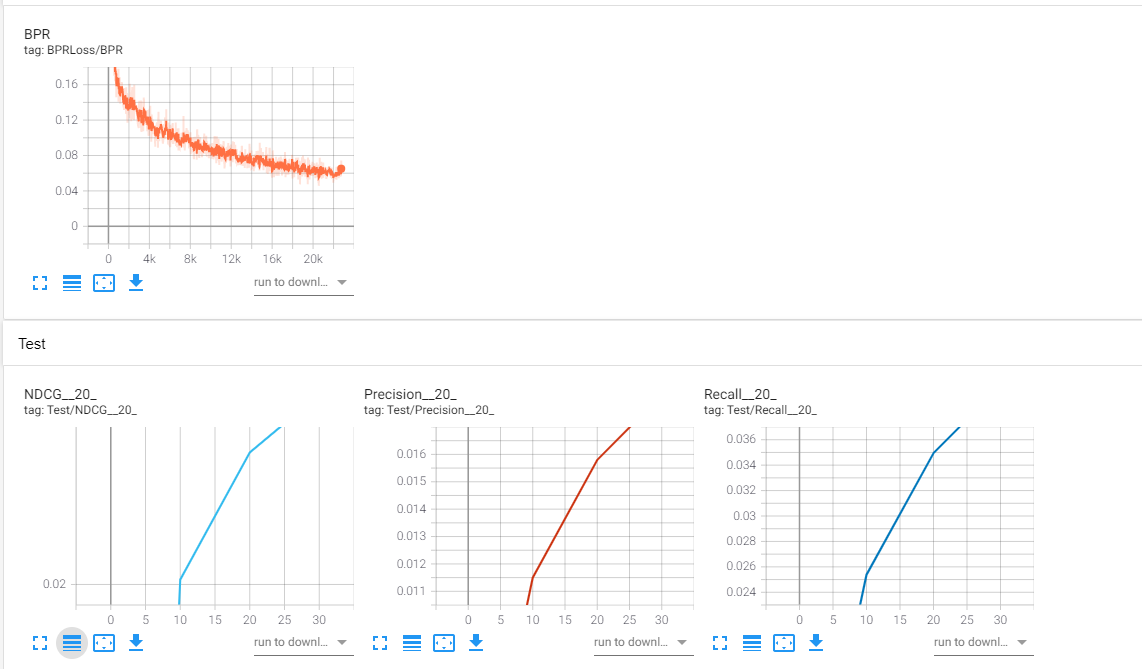 BPR
tag: BPRLoss/BPR
0.16
0.12
0.08
0.04
0
0 4k 8k 12k 16k 20k
run to downl...
Test
NDCG__20_
tag: Test/NDCG__20_
0.02
0 5 10 15 20 25 30
run to downl...
Precision__20_
tag: Test/Precision__20_
0.016
0.015
0.014
0.013
0.012
0.011
0 5 10 15 20 25 30
run to downl...
Recall__20_
tag: Test/Recall__20_
0.036
0.034
0.032
0.03
0.028
0.026
0.024
0 5 10 15 20 25 30
run to downl...